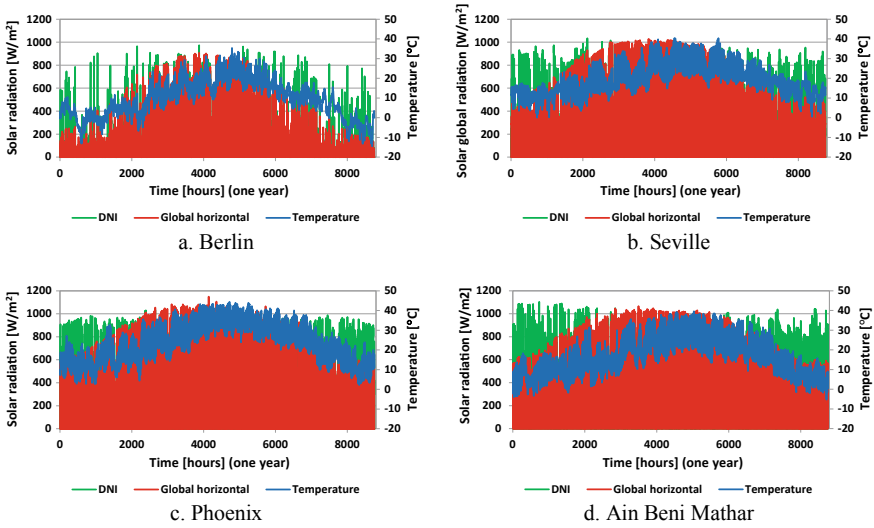 Solar radiation [W/m²]
1200
1000
800
600
400
200
0
0 2000 4000 6000 8000
Time [hours] (one year)
50
40
30
20
10
0
-10
-20
Temperature [°C]
DNI Global horizontal Temperature
a. Berlin
Solar global radiation [W/m²]
1200
1000
800
600
400
200
0
0 2000 4000 6000 8000
Time [hours] (one year)
50
40
30
20
10
0
-10
-20
Temperature [°C]
DNI Global horizontal Temperature
b. Seville
Solar radiation [W/m²]
1200
1000
800
600
400
200
0
0 2000 4000 6000 8000
Time [hours] (one year)
50
40
30
20
10
0
-10
-20
Temperature [°C]
DNI Global horizontal Temperature
c. Phoenix
Solar radiation [W/m2]
1200
1000
800
600
400
200
0
0 2000 4000 6000 8000
Time [hours] (one year)
50
40
30
20
10
0
-10
-20
Temperature [°C]
DNI Global horizontal Temperature
d. Ain Beni Mathar